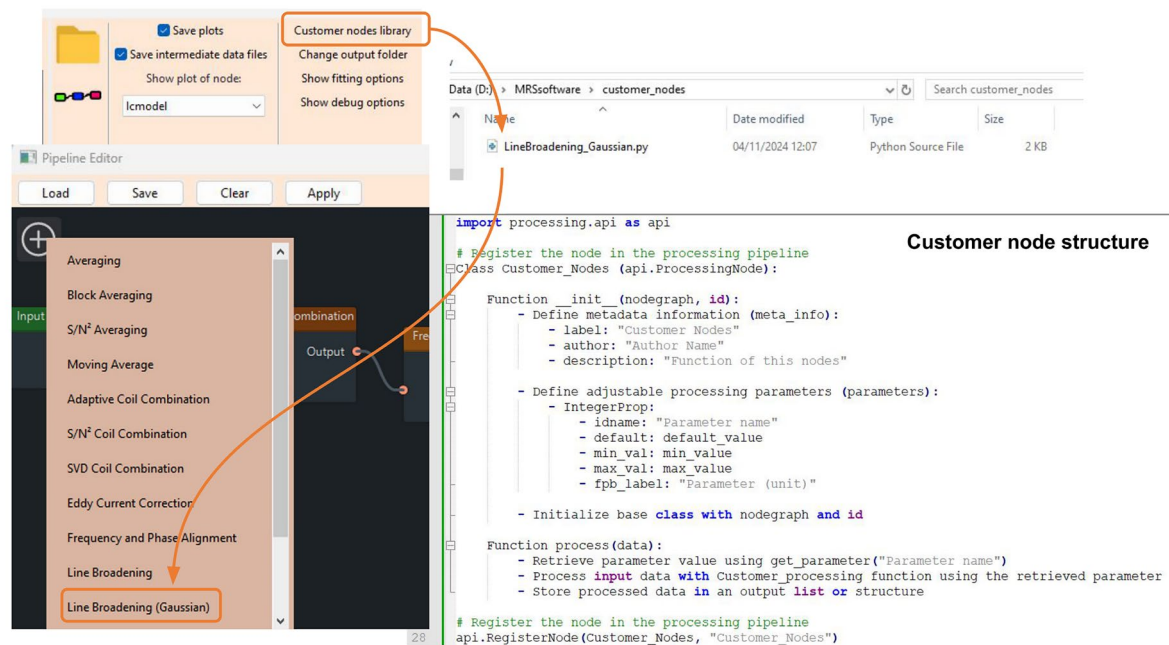 Save plots
Save intermediate data files
Show plot of node:
lcmodel
Customer nodes library
Change output folder
Show fitting options
Show debug options
Data (D:) > MRSsoftware > customer_nodes
Search customer_nodes
Name
Date modified
Type
Size
LineBroadening_Gaussian.py
04/11/2024 12:07
Python Source File
2 KB
Pipeline Editor
Load
Save
Clear
Apply
Averaging
Block Averaging
S/N² Averaging
Moving Average
Adaptive Coil Combination
S/N² Coil Combination
SVD Coil Combination
Eddy Current Correction
Frequency and Phase Alignment
Line Broadening
Line Broadening (Gaussian)
Input
ombination
Output
Fre
Customer node structure
import processing.api as api
# Register the node in the processing pipeline
Class Customer_Nodes (api.ProcessingNode):
Function __init__(nodegraph, id):
- Define metadata information (meta_info):
- label: "Customer Nodes"
- author: "Author Name"
- description: "Function of this nodes"
- Define adjustable processing parameters (parameters):
- IntegerProp:
- idname: "Parameter name"
- default: default_value
- min_val: min_value
- max_val: max_value
- fpb_label: "Parameter (unit)"
- Initialize base class with nodegraph and id
Function process(data):
- Retrieve parameter value using get_parameter("Parameter name")
- Process input data with Customer_processing function using the retrieved parameter
- Store processed data in an output list or structure
# Register the node in the processing pipeline
28 api.RegisterNode(Customer_Nodes, "Customer_Nodes")